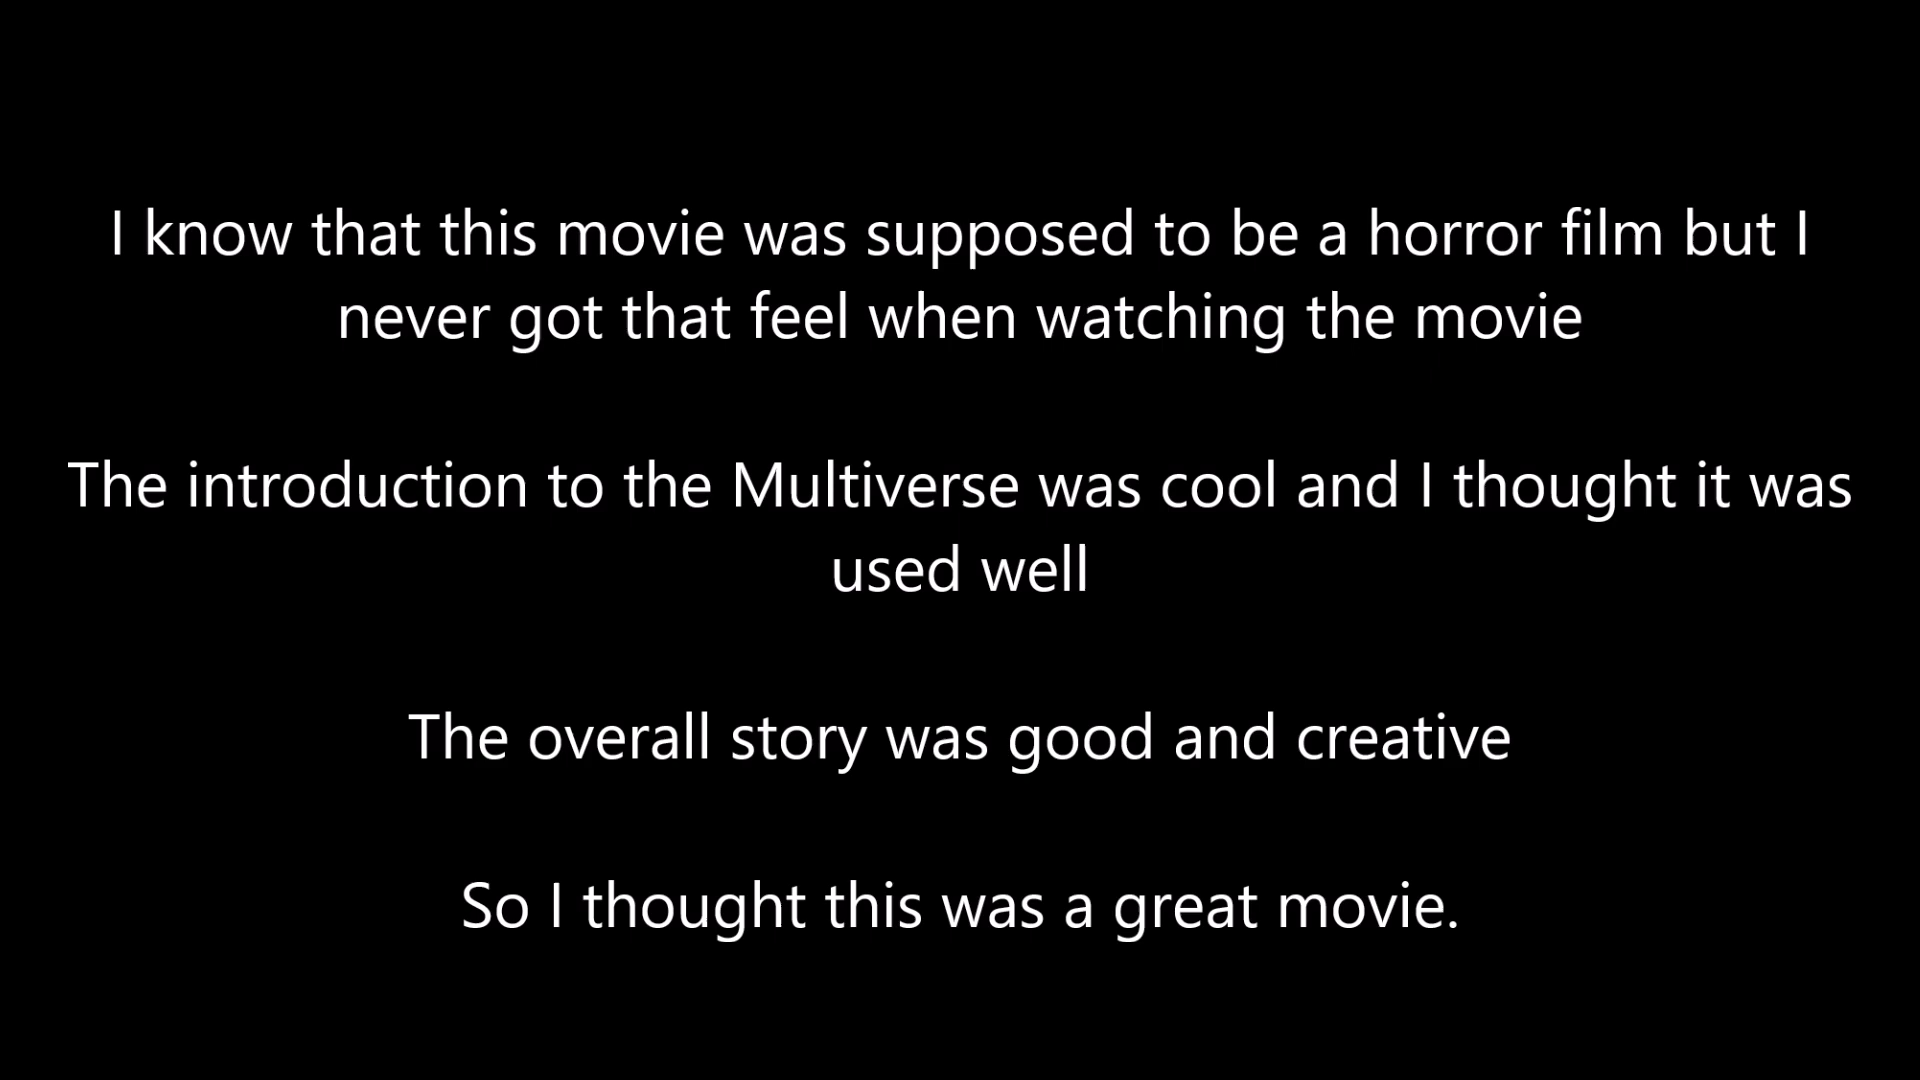 I know that this movie was supposed to be a horror film but I
never got that feel when watching the movie
The introduction to the Multiverse was cool and I thought it was
used well
The overall story was good and creative
So I thought this was a great movie.